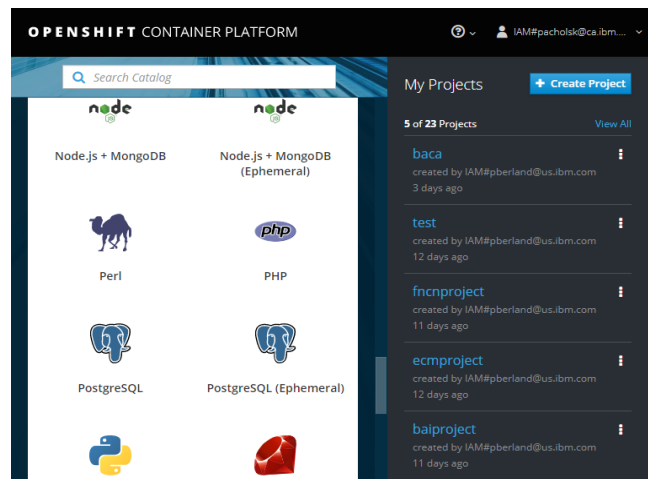 OPENSHIFT CONTAINER PLATFORM
IAM#pacholsk@ca.ibm....
Search Catalog
node
JS
node
JS
Node.js + MongoDB
Node.js + MongoDB
(Ephemeral)
Perl
php
PHP
PostgreSQL
PostgreSQL (Ephemeral)
My Projects
+ Create Project
5 of 23 Projects
View All
baca
created by IAM#pberland@us.ibm.com
3 days ago
test
created by IAM#pberland@us.ibm.com
12 days ago
fncnproject
created by IAM#pberland@us.ibm.com
11 days ago
ecmproject
created by IAM#pberland@us.ibm.com
12 days ago
baiproject
created by IAM#pberland@us.ibm.com
11 days ago